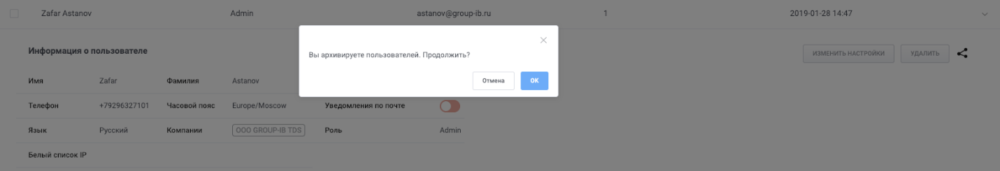 Zafar Astanov Admin astanov@group-ib.ru 1 2019-01-28 14:47
Вы архивируете пользователей. Продолжить?
Отмена OK
Информация о пользователе
ИЗМЕНИТЬ НАСТРОЙКИ УДАЛИТЬ
Имя Zafar Фамилия Astanov
Телефон +79296327101 Часовой пояс Europe/Moscow Уведомления по почте
Язык Русский Компании ООО GROUP-IB TDS Роль Admin
Белый список IP